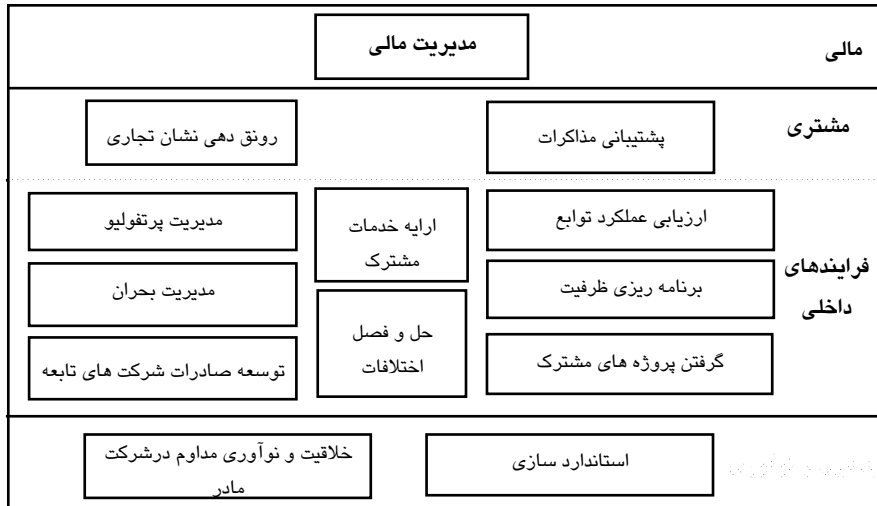 مالی
مدیریت مالی
مشتری
پشتیبانی مذاکرات
رونق دهی نشان تجاری
فرایندهای
داخلی
ارزیابی عملکرد توابع
برنامه ریزی ظرفیت
گرفتن پروژه های مشترک
ارایه خدمات
مشترک
حل و فصل
اختلافات
مدیریت پرتفولیو
مدیریت بحران
توسعه صادرات شرکت های تابعه
استاندارد سازی
خلاقیت و نوآوری مداوم درشرکت
مادر